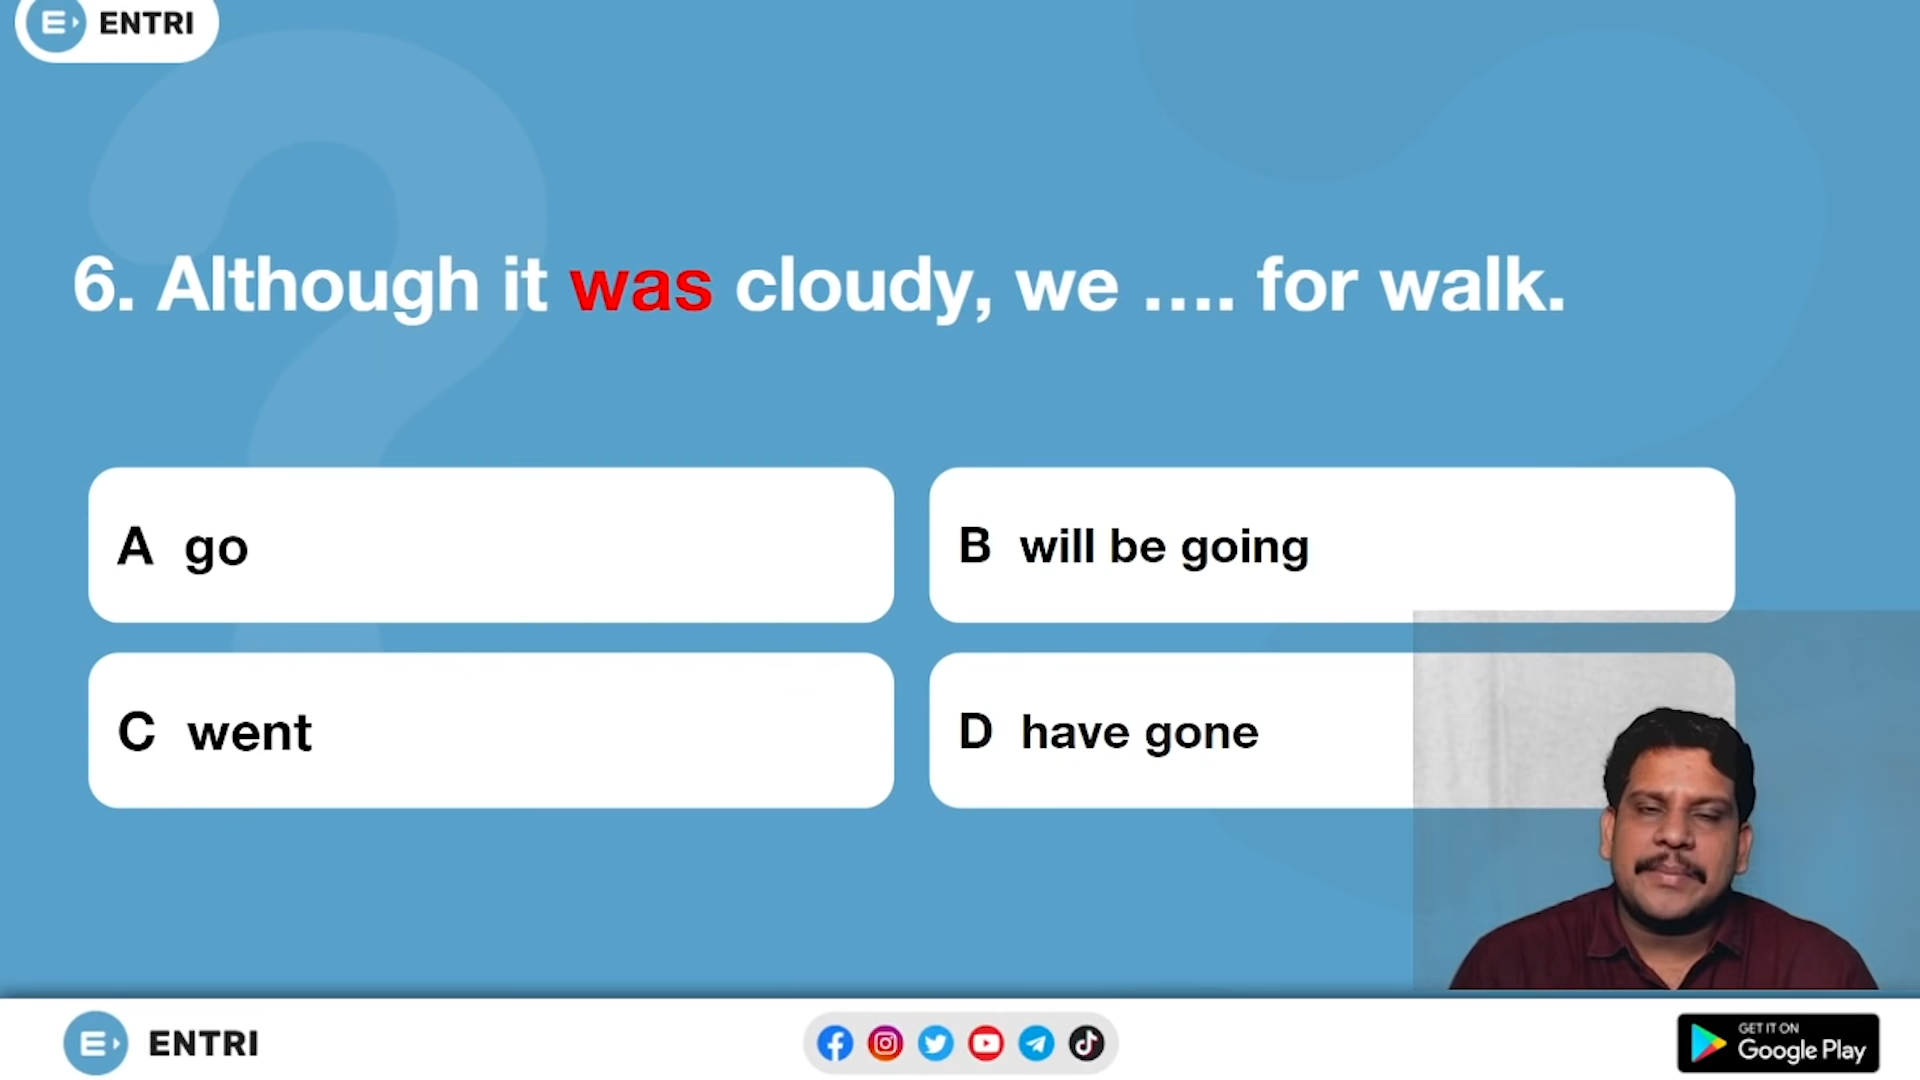 ENTRI
6. Although it was cloudy, we .... for walk.
A go
B will be going
C went
D have gone
ENTRI
GET IT ON
Google Play